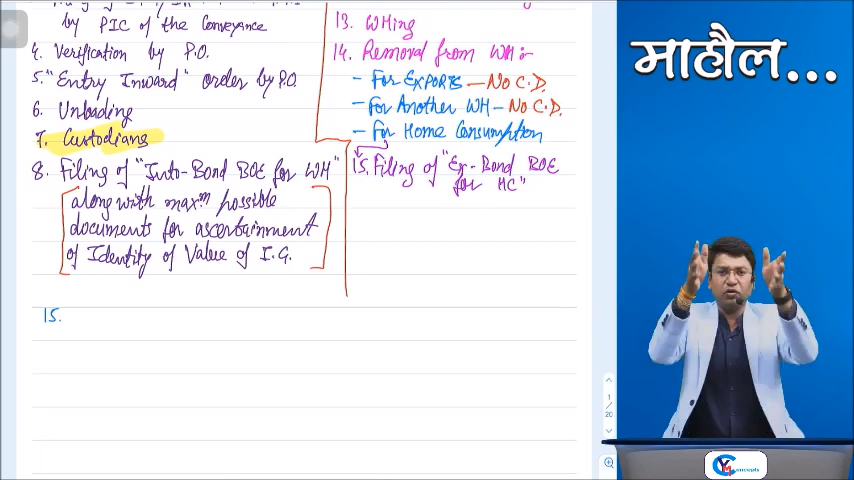 by PIC of the Conveyance
4. Verification by P.O.
5. "Entry Inward" order by P.O.
6. Unloading
7. Custodians
8. Filing of "Into-Bond BOE for WH"
along with max.m possible
documents for ascertainment
of Identity of Value of I.G.
15.
13. WHing
14. Removal from WH:-
- For EXPORTS - No C.D.
- For Another WH - No C.D.
- For Home Consumption
15. Filing of "Ex-Bond BOE
for HC"
माहौल...
1
/
20
Concepts